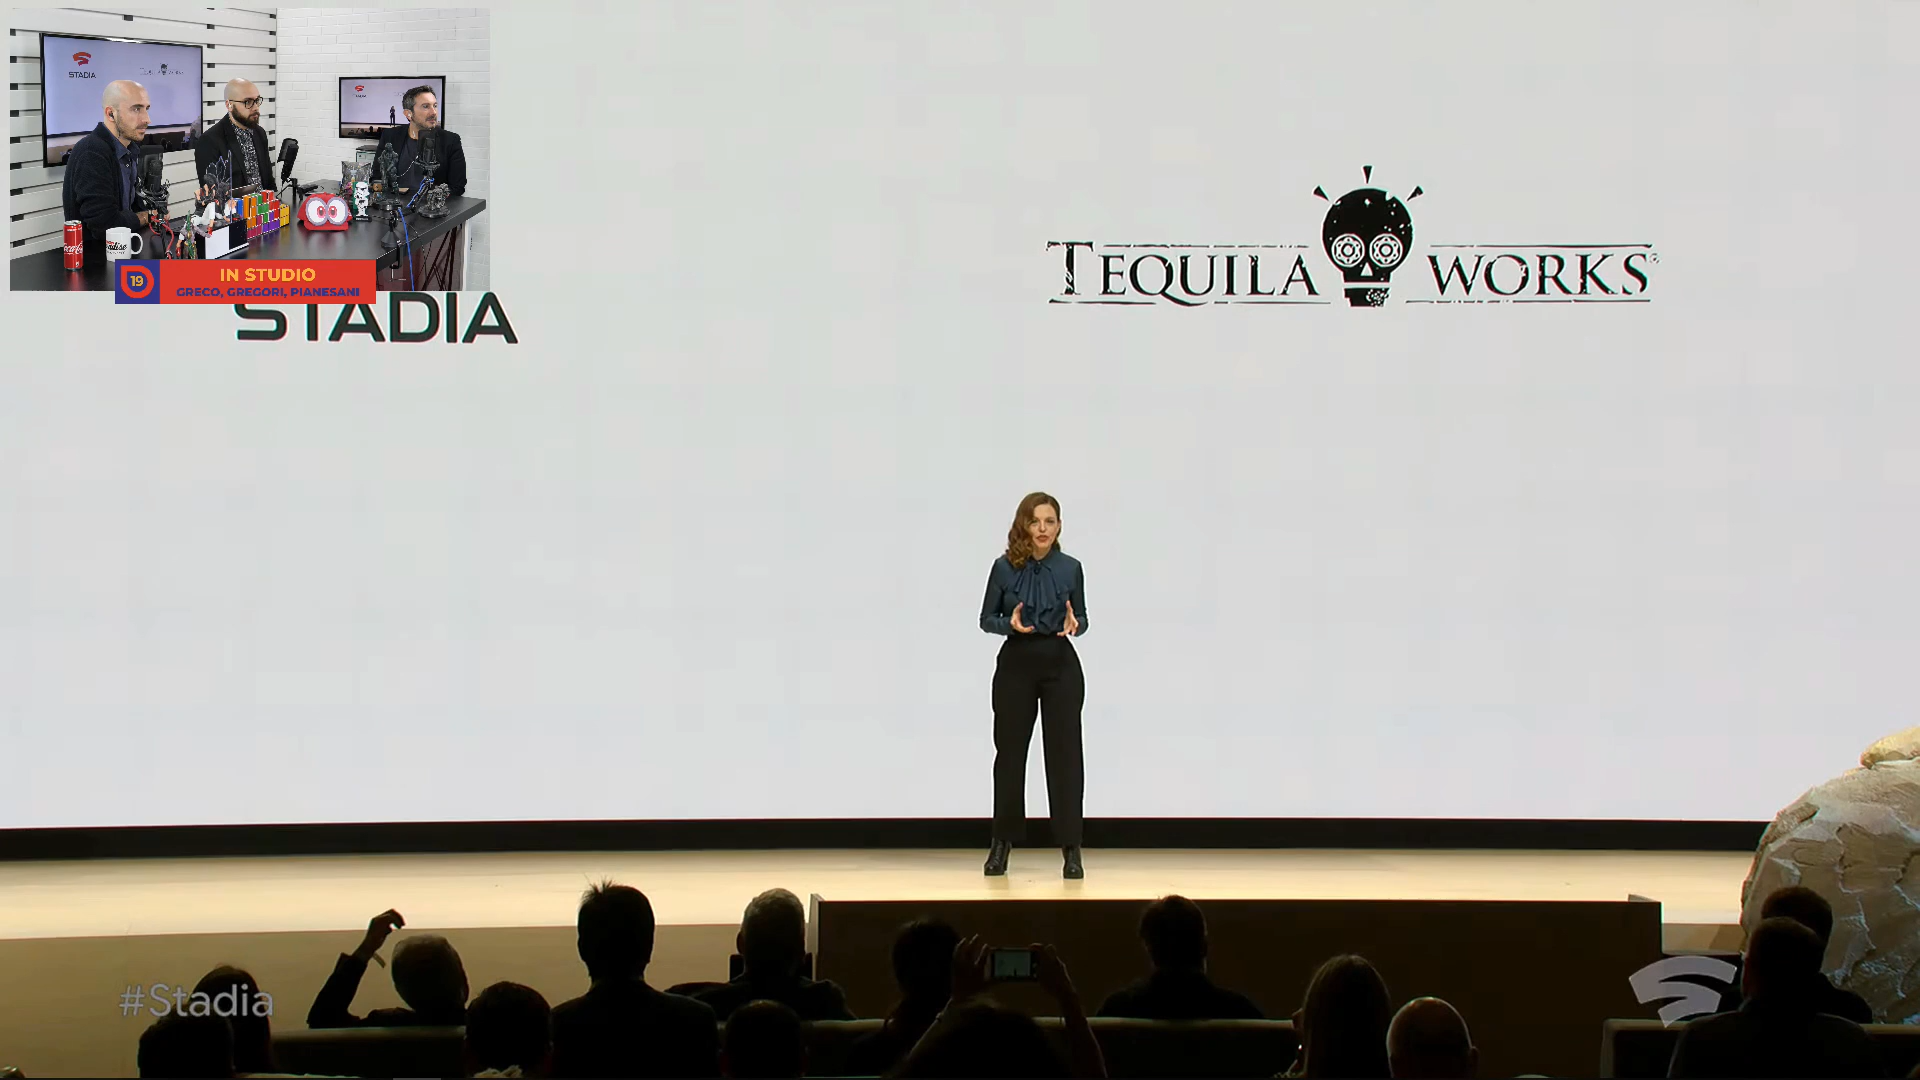 STADIA
STADIA
19
IN STUDIO
GRECO, GREGORI, PIANESANI
STADIA
TEQUILA WORKS
#Stadia